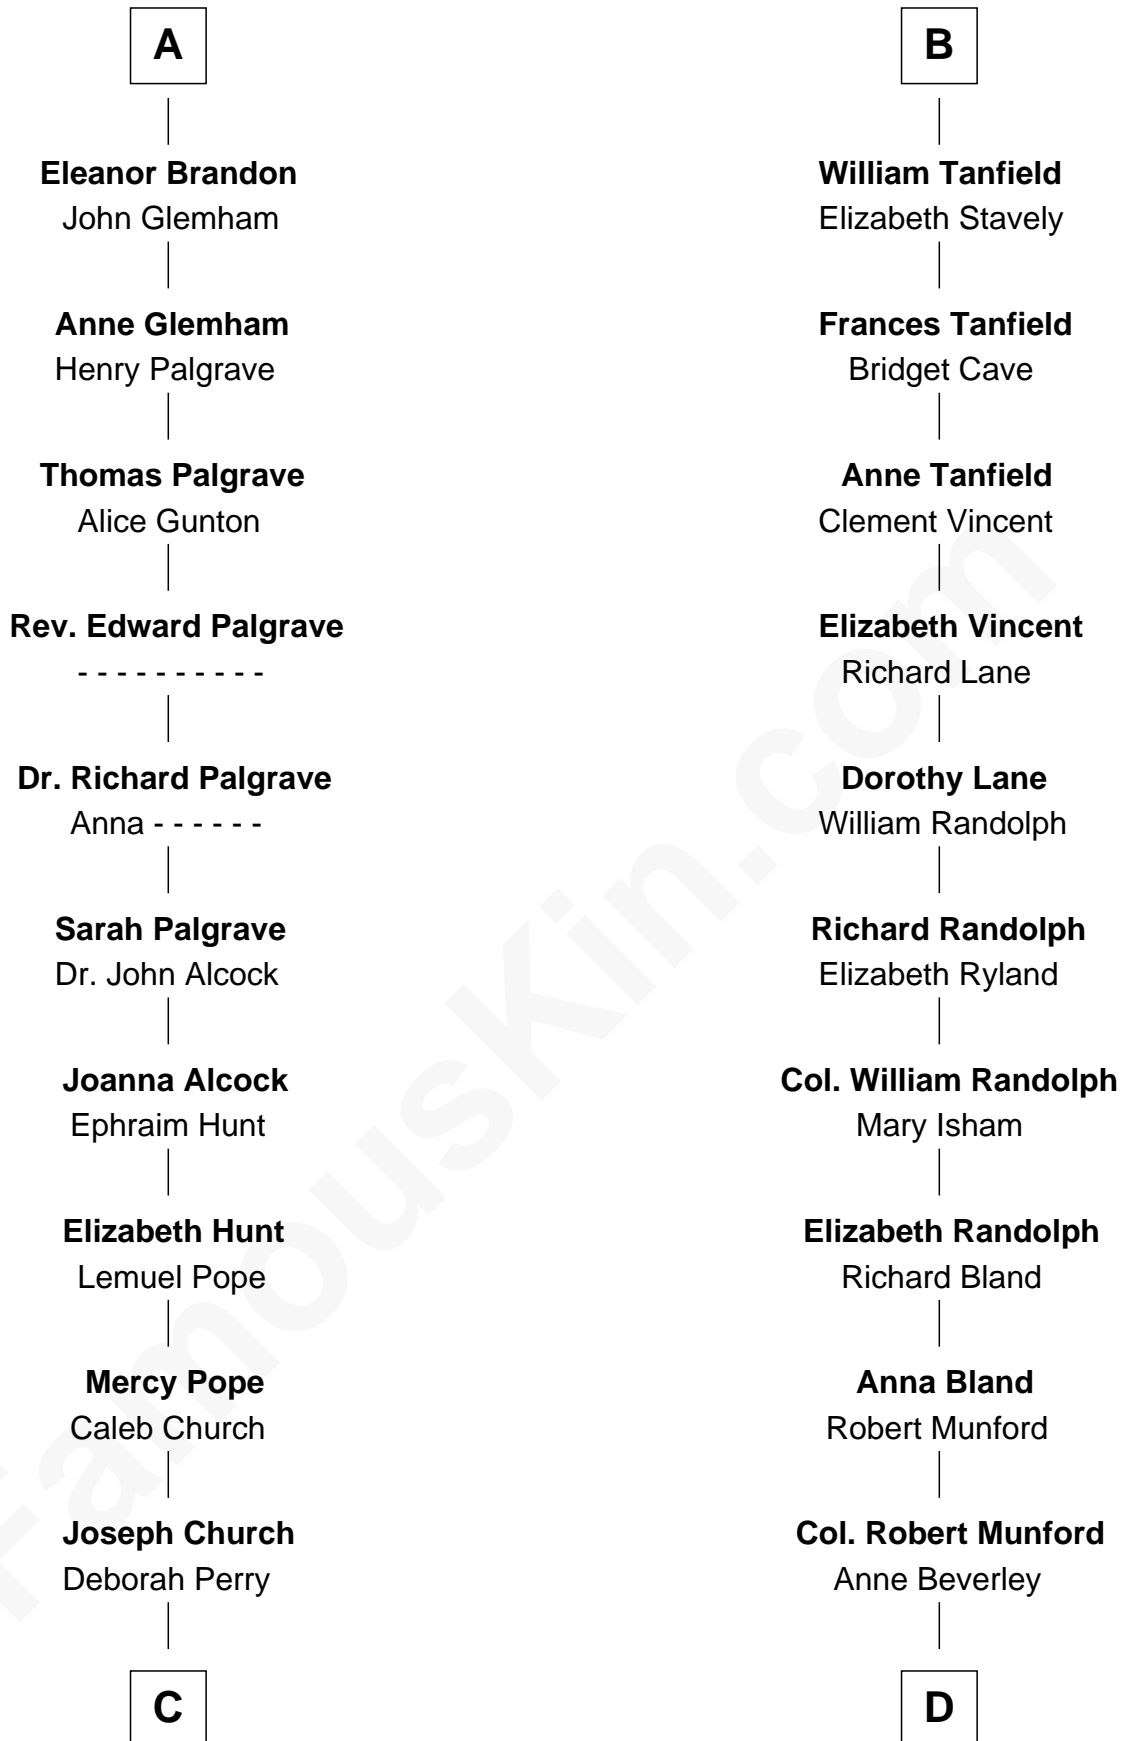 A
Eleanor Brandon
John Glemham
Anne Glemham
Henry Palgrave
Thomas Palgrave
Alice Gunton
Rev. Edward Palgrave
- - - - - - - - - -
Dr. Richard Palgrave
Anna - - - - - -
Sarah Palgrave
Dr. John Alcock
Joanna Alcock
Ephraim Hunt
Elizabeth Hunt
Lemuel Pope
Mercy Pope
Caleb Church
Joseph Church
Deborah Perry
C
B
William Tanfield
Elizabeth Stavely
Frances Tanfield
Bridget Cave
Anne Tanfield
Clement Vincent
Elizabeth Vincent
Richard Lane
Dorothy Lane
William Randolph
Richard Randolph
Elizabeth Ryland
Col. William Randolph
Mary Isham
Elizabeth Randolph
Richard Bland
Anna Bland
Robert Munford
Col. Robert Munford
Anne Beverley
D
FamousKin.com